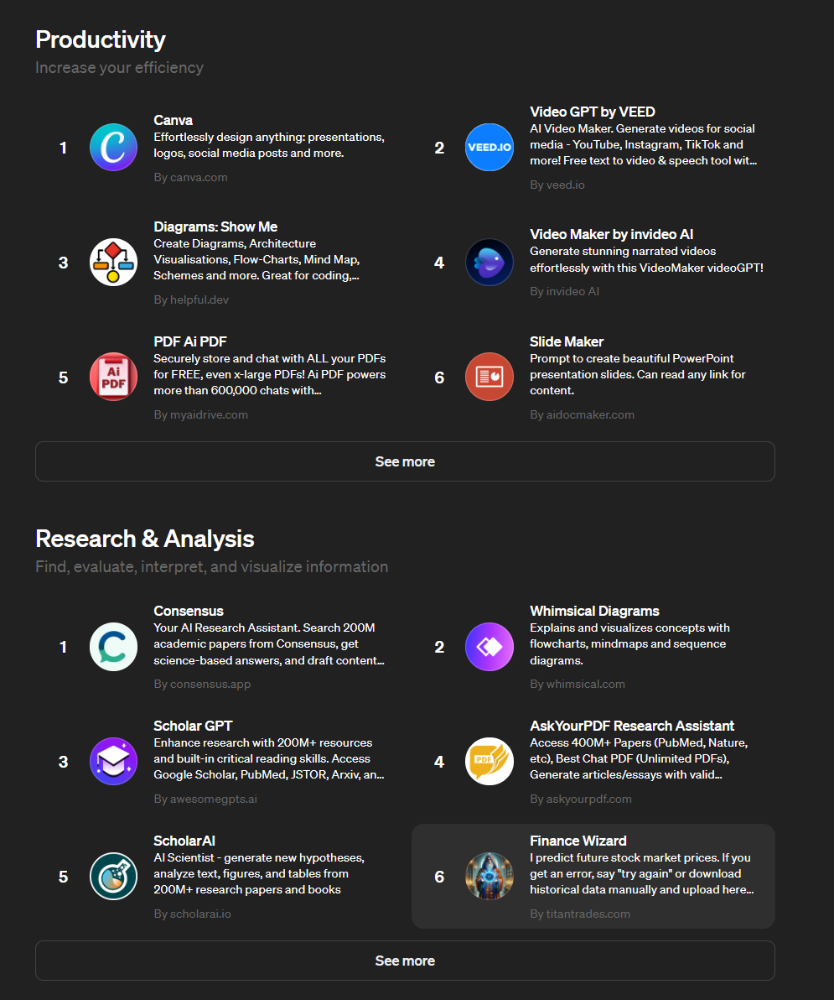 Productivity
Increase your efficiency
1
Canva
Effortlessly design anything: presentations,
logos, social media posts and more.
By canva.com
2
VEED.IO
Video GPT by VEED
AI Video Maker. Generate videos for social
media - YouTube, Instagram, TikTok and
more! Free text to video & speech tool wit...
By veed.io
3
Diagrams: Show Me
Create Diagrams, Architecture
Visualisations, Flow-Charts, Mind Map,
Schemes and more. Great for coding,...
By helpful.dev
4
Video Maker by invideo AI
Generate stunning narrated videos
effortlessly with this VideoMaker videoGPT!
By invideo AI
5
Ai
PDF
PDF Ai PDF
Securely store and chat with ALL your PDFs
for FREE, even x-large PDFs! Ai PDF powers
more than 600,000 chats with...
By myaidrive.com
6
Slide Maker
Prompt to create beautiful PowerPoint
presentation slides. Can read any link for
content.
By aidocmaker.com
See more
Research & Analysis
Find, evaluate, interpret, and visualize information
1
Consensus
Your AI Research Assistant. Search 200M
academic papers from Consensus, get
science-based answers, and draft content...
By consensus.app
2
Whimsical Diagrams
Explains and visualizes concepts with
flowcharts, mindmaps and sequence
diagrams.
By whimsical.com
3
Scholar GPT
Enhance research with 200M+ resources
and built-in critical reading skills. Access
Google Scholar, PubMed, JSTOR, Arxiv, an...
By awesomegpts.ai
4
PDF
AskYourPDF Research Assistant
Access 400M+ Papers (PubMed, Nature,
etc), Best Chat PDF (Unlimited PDFs),
Generate articles/essays with valid...
By askyourpdf.com
5
ScholarAI
AI Scientist - generate new hypotheses,
analyze text, figures, and tables from
200M+ research papers and books
By scholarai.io
6
Finance Wizard
I predict future stock market prices. If you
get an error, say "try again" or download
historical data manually and upload here...
By titantrades.com
See more